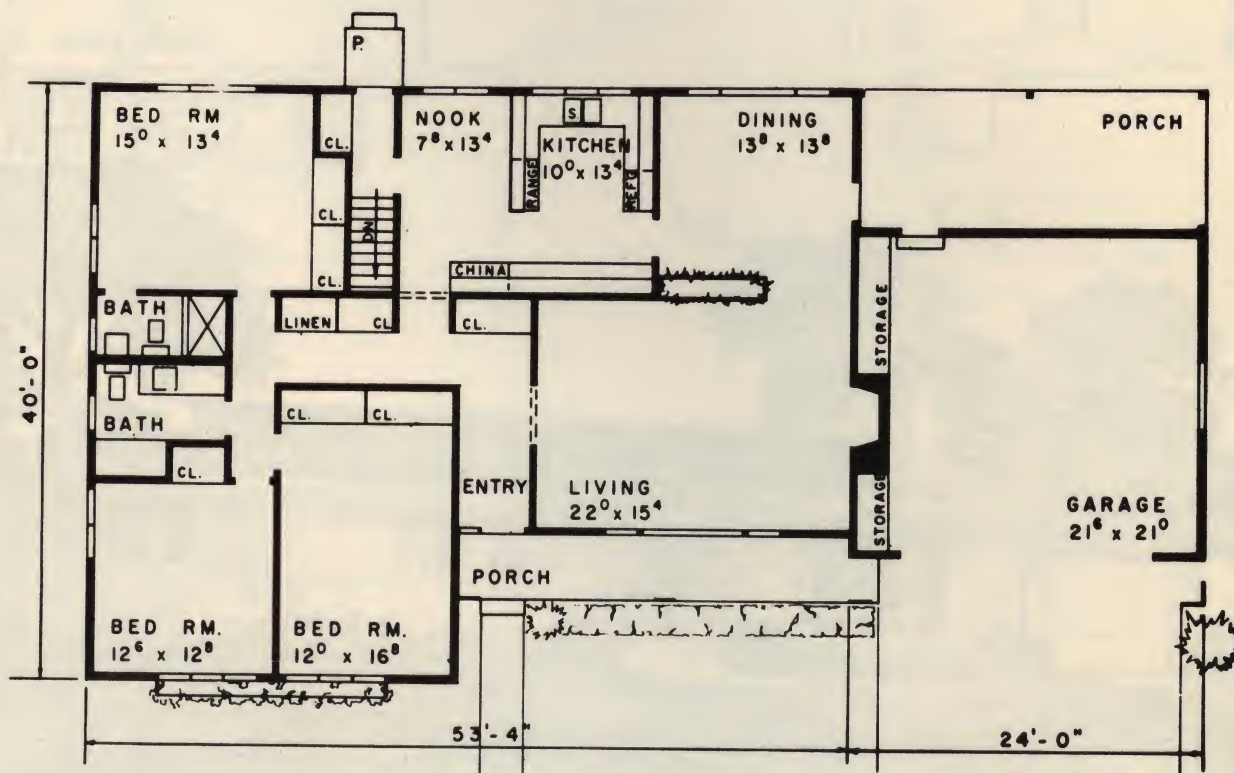 P.
BED RM
15⁰ x 13⁴
CL.
CL.
CL.
DN
NOOK
7⁸ x 13⁴
S
KITCHEN
10⁰ x 13⁴
RANGE
REFG
DINING
13⁸ x 13⁸
PORCH
CHINA
BATH
LINEN
CL
CL.
STORAGE
40'-0"
BATH
CL.
CL.
CL.
ENTRY
LIVING
22⁰ x 15⁴
STORAGE
GARAGE
21⁶ x 21⁰
PORCH
BED RM.
12⁶ x 12⁸
BED RM.
12⁰ x 16⁸
53'-4"
24'-0"